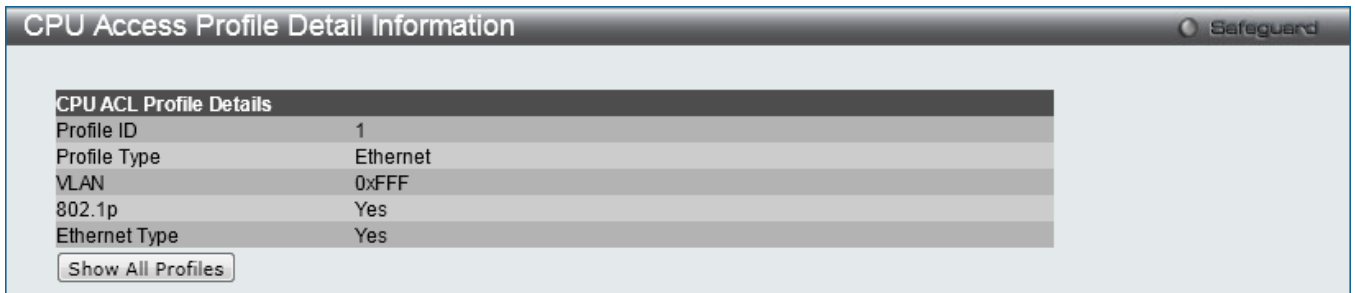 CPU Access Profile Detail Information
Safeguard
CPU ACL Profile Details
Profile ID 1
Profile Type Ethernet
VLAN 0xFFF
802.1p Yes
Ethernet Type Yes
Show All Profiles